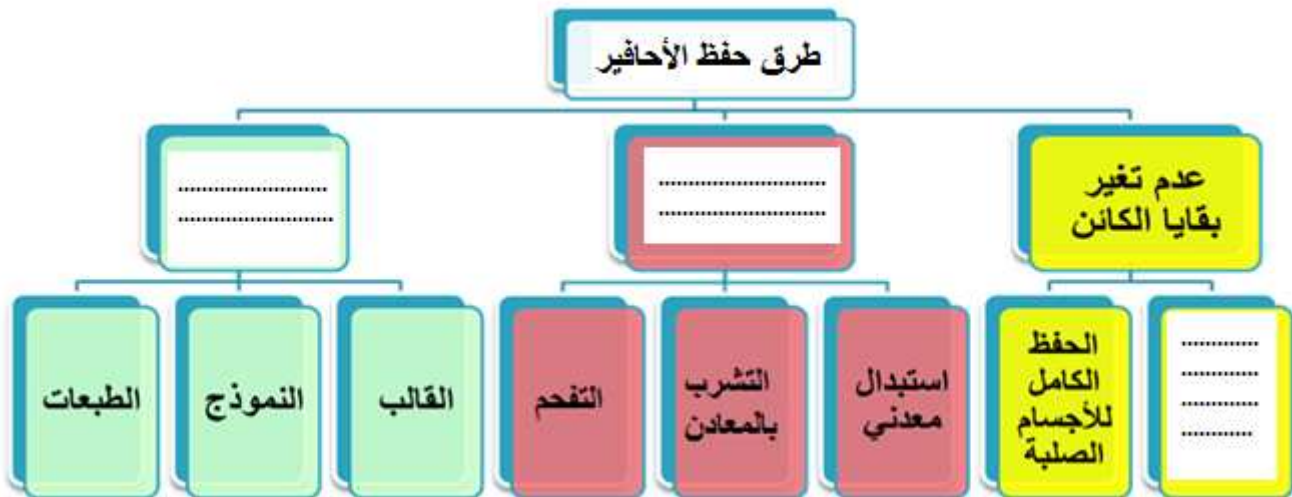 طرق حفظ الأحافير
عدم تغير
بقايا الكائن
..........................
..........................
..........................
..........................
.............
.............
.............
.............
............
الحفظ
الكامل
للأجسام
الصلبة
استبدال
معدني
التشرب
بالمعادن
التفحم
القالب
النموذج
الطبعات